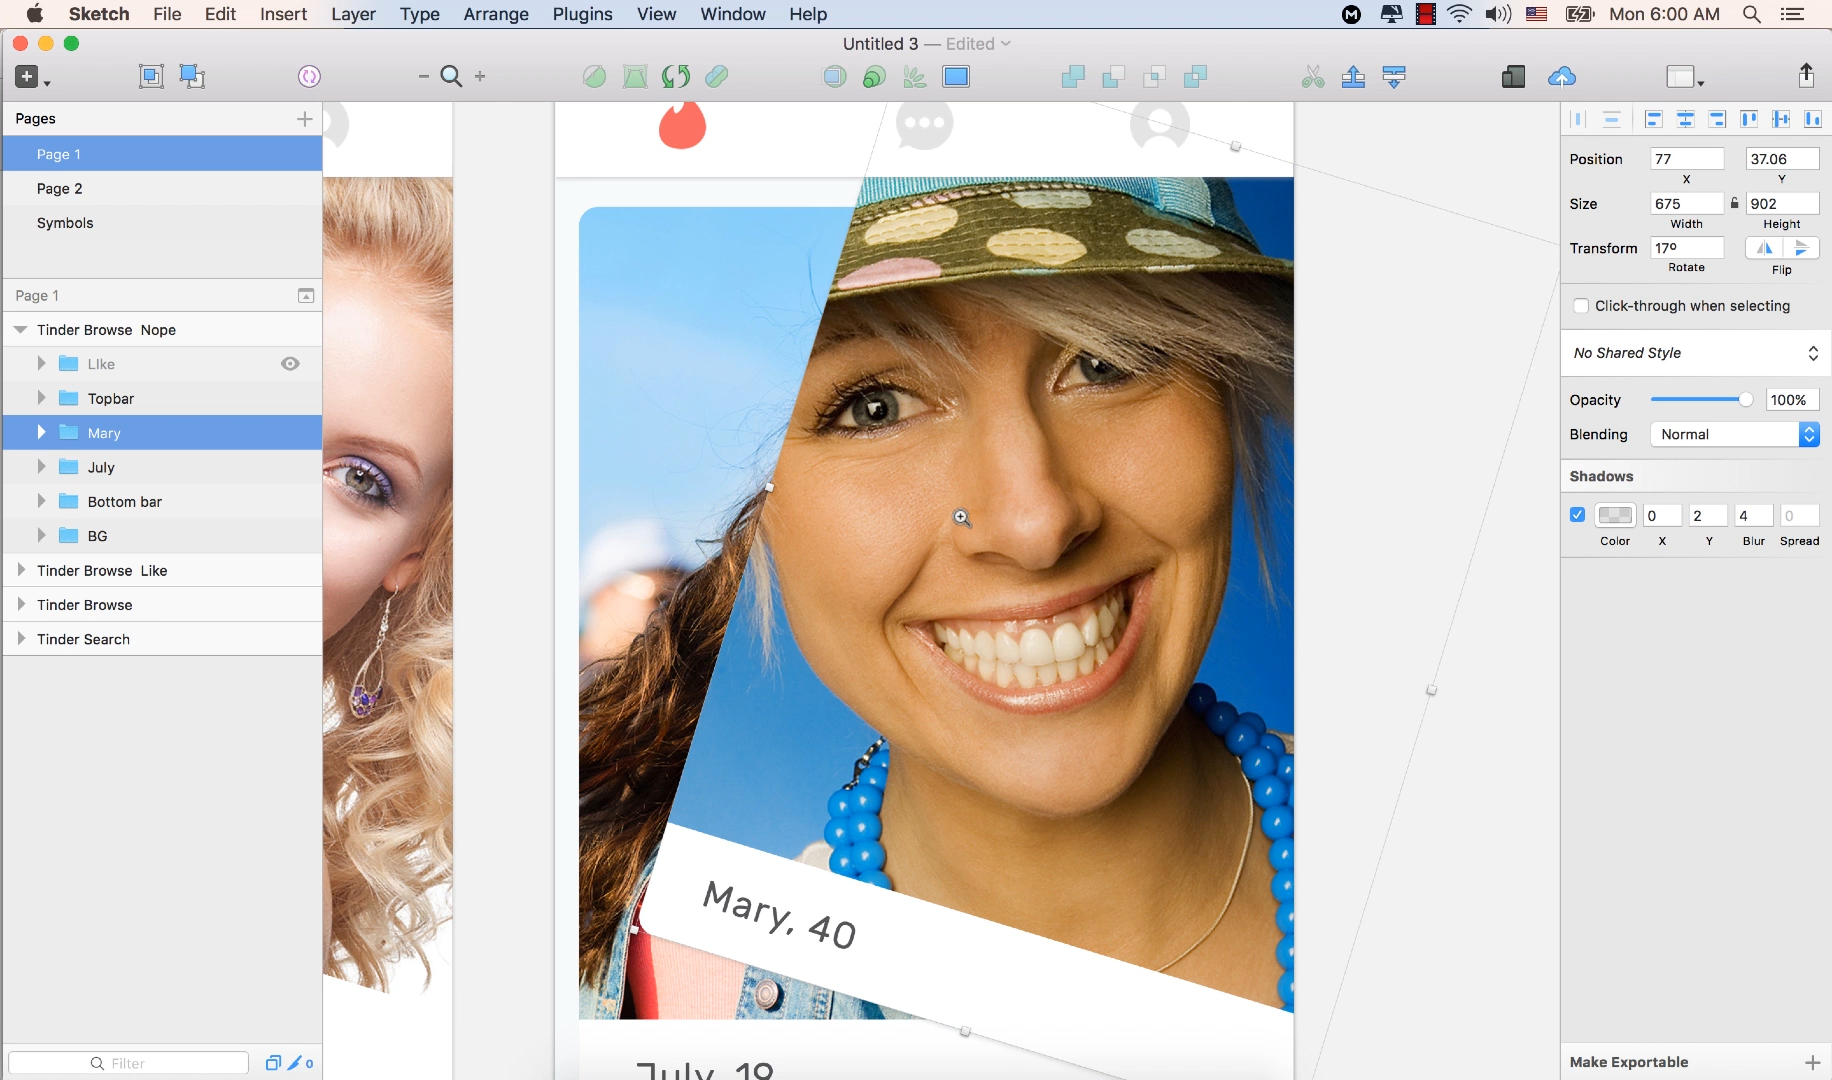 Sketch File Edit Insert Layer Type Arrange Plugins View Window Help
Mon 6:00 AM
Untitled 3 — Edited
Pages
Page 1
Page 2
Symbols
Page 1
Tinder Browse Nope
LIke
Topbar
Mary
July
Bottom bar
BG
Tinder Browse Like
Tinder Browse
Tinder Search
Filter
0
Mary, 40
July, 19
Position 77 37.06
X Y
Size 675 902
Width Height
Transform 17º
Rotate Flip
Click-through when selecting
No Shared Style
Opacity 100%
Blending Normal
Shadows
0 2 4 0
Color X Y Blur Spread
Make Exportable